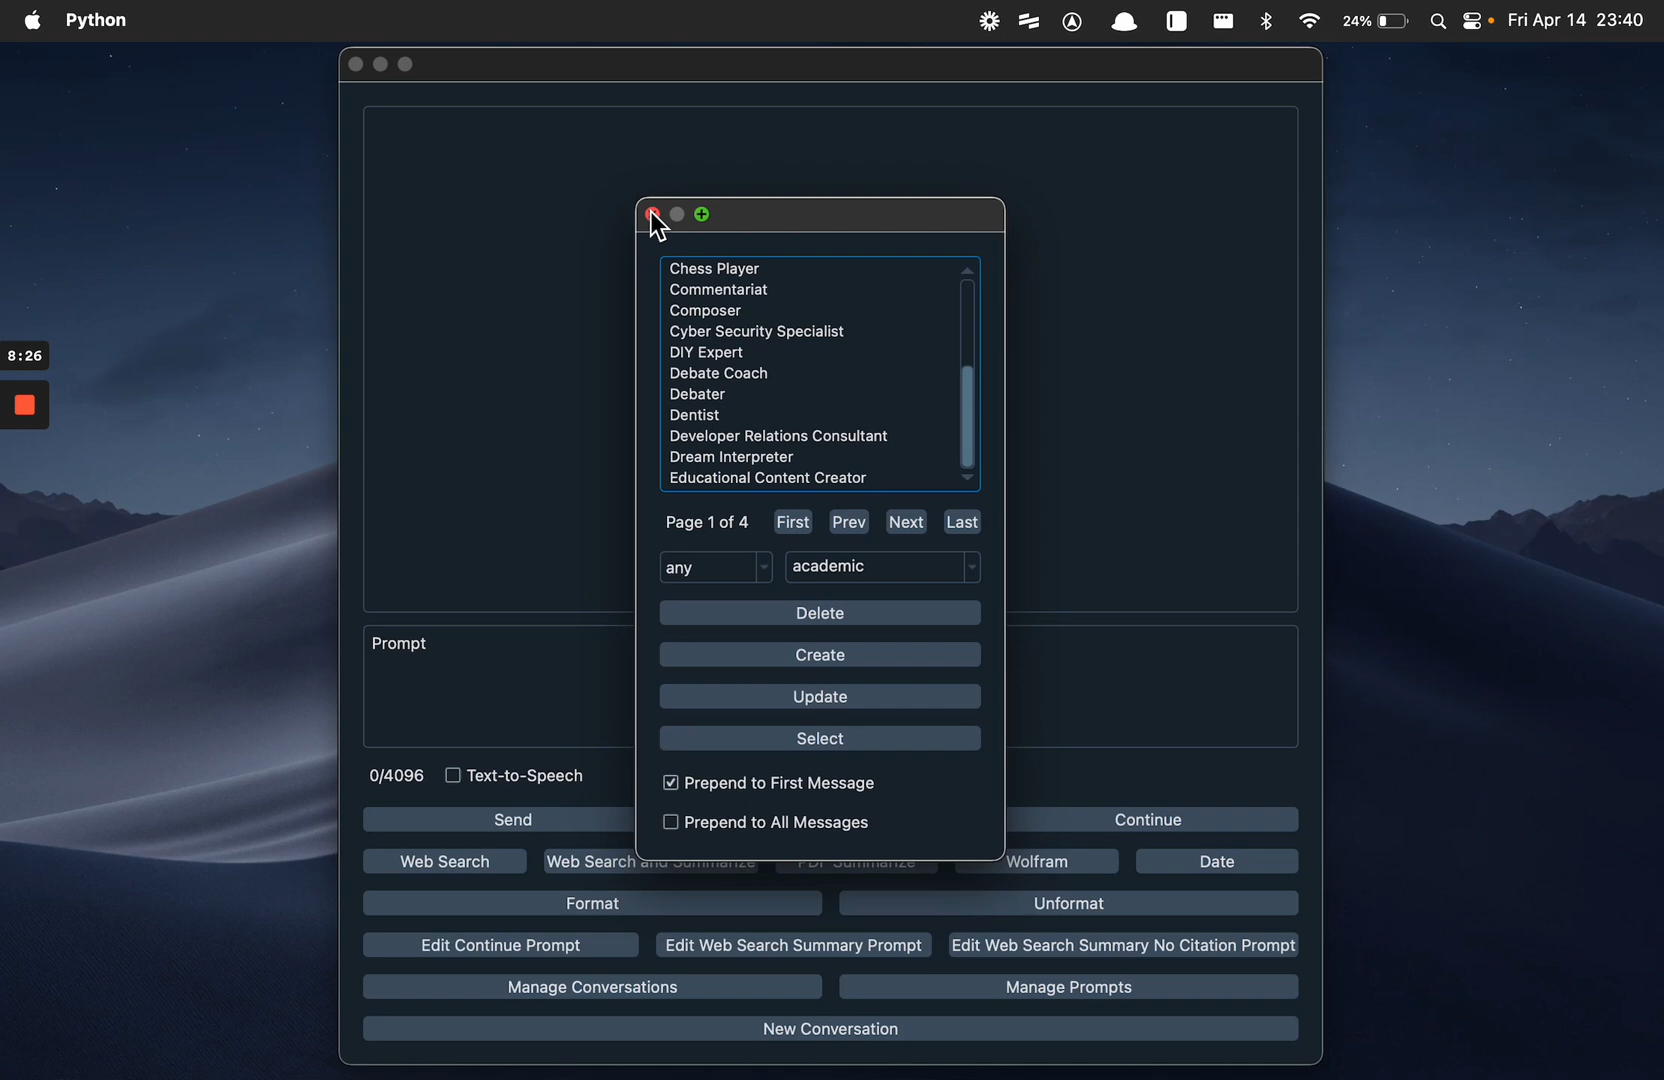 Python
24%
Fri Apr 14 23:40
8:26
Chess Player
Commentariat
Composer
Cyber Security Specialist
DIY Expert
Debate Coach
Debater
Dentist
Developer Relations Consultant
Dream Interpreter
Educational Content Creator
Page 1 of 4 First Prev Next Last
any academic
Delete
Create
Update
Select
Prepend to First Message
Prepend to All Messages
Prompt
0/4096 Text-to-Speech
Send Continue
Web Search Web Search and Summarize PDF Summarize Wolfram Date
Format Unformat
Edit Continue Prompt Edit Web Search Summary Prompt Edit Web Search Summary No Citation Prompt
Manage Conversations Manage Prompts
New Conversation